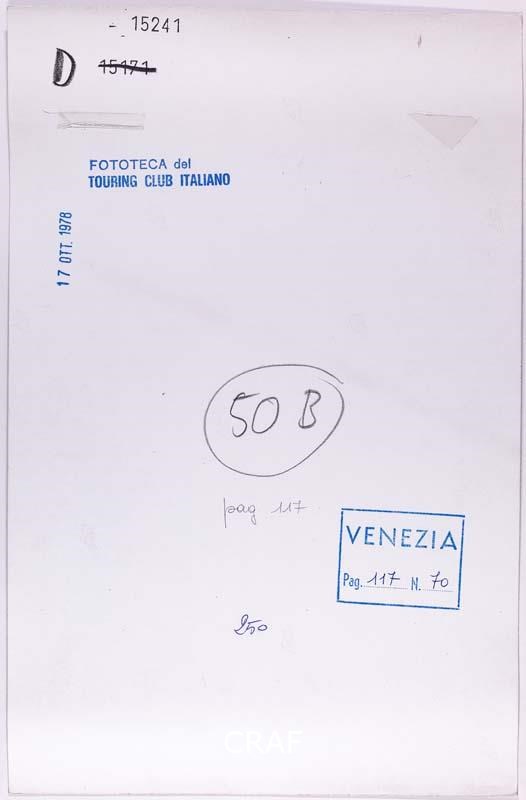 - 15241
D 15171
FOTOTECA del
TOURING CLUB ITALIANO
17 OTT. 1978
50 B
pag 117
VENEZIA
Pag. 117 N. 70
250
CRAF